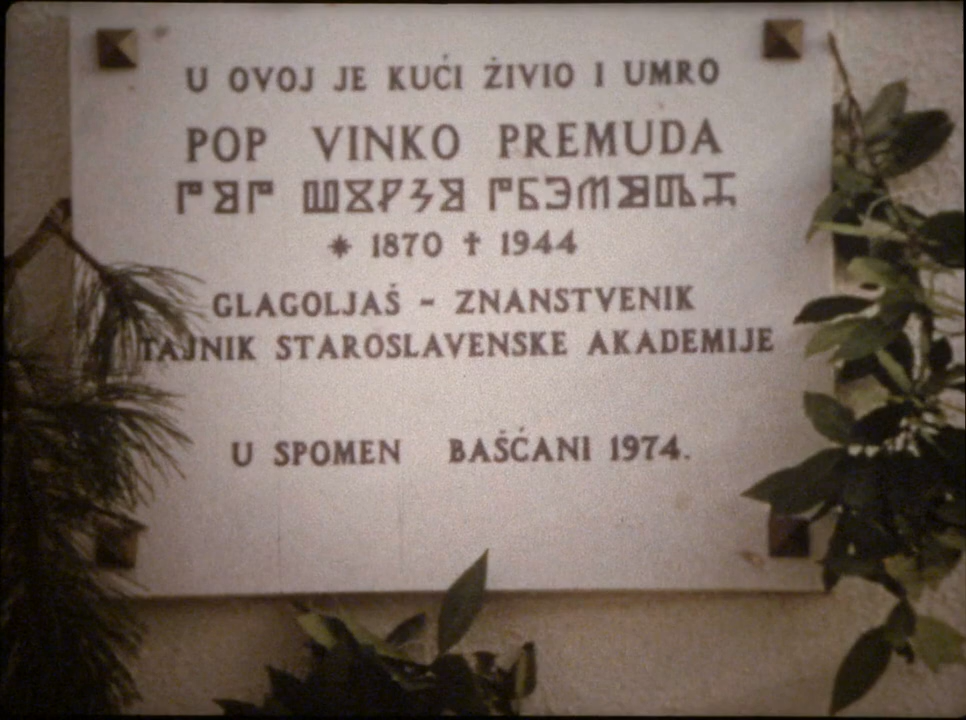 U OVOJ JE KUĆI ŽIVIO I UMRO
POP VINKO PREMUDA
ⰒⰑⰒ ⰂⰋⰐⰍⰑ ⰒⰓⰅⰏⰖⰄⰀ
* 1870 † 1944
GLAGOLJAŠ - ZNANSTVENIK
TAJNIK STAROSLAVENSKE AKADEMIJE
U SPOMEN BAŠĆANI 1974.